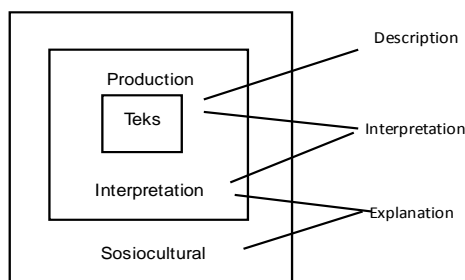 Description
Production
Teks
Interpretation
Interpretation
Explanation
Sosiocultural